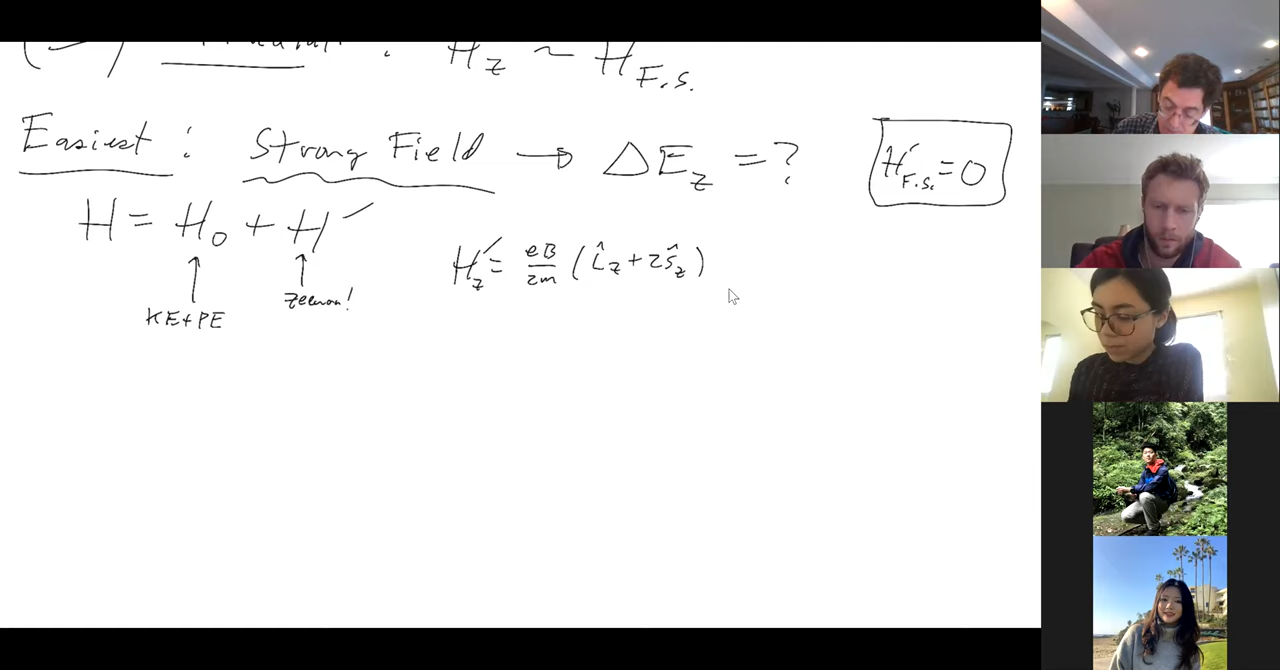 H_z ~ H_F.s.
Easiest : Strong Field → ΔE_z = ?
H'_F.s. = 0
H = H_0 + H'
H'_z = eB/2m ( L̂_z + 2Ŝ_z )
KE + PE
Zeeman!